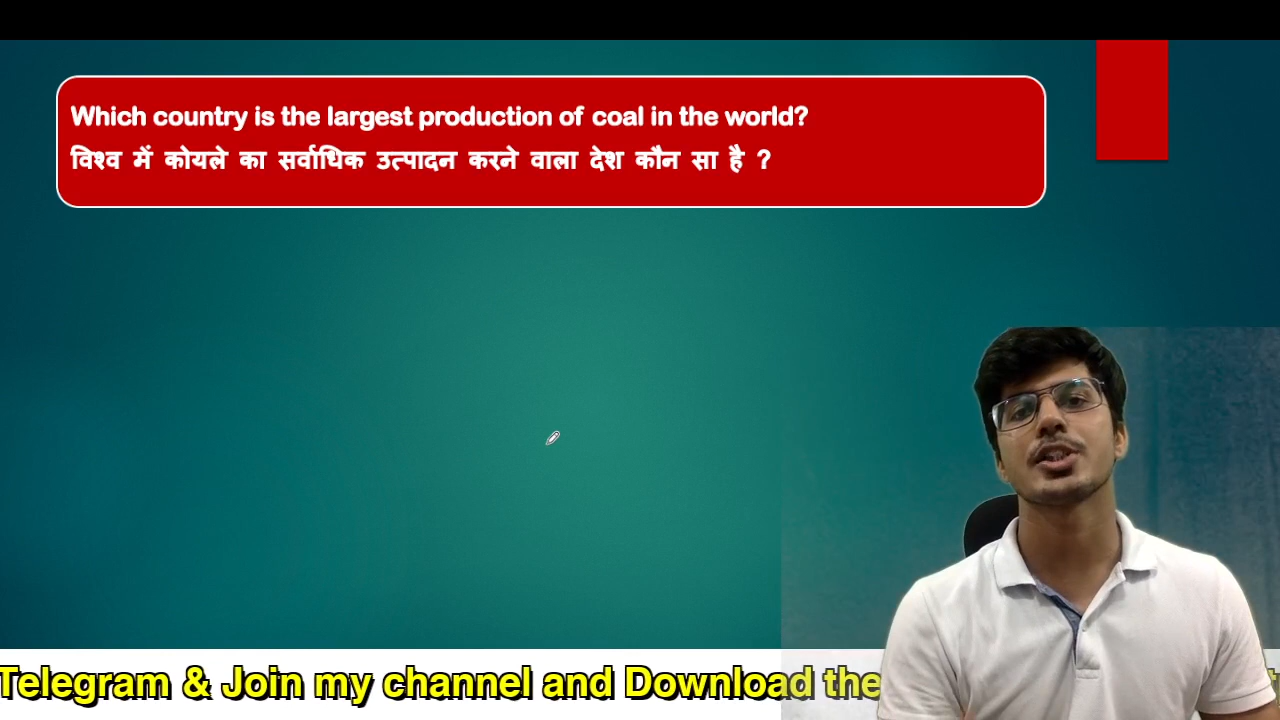 Which country is the largest production of coal in the world?
विश्व में कोयले का सर्वाधिक उत्पादन करने वाला देश कौन सा है ?
Telegram & Join my channel and Download the